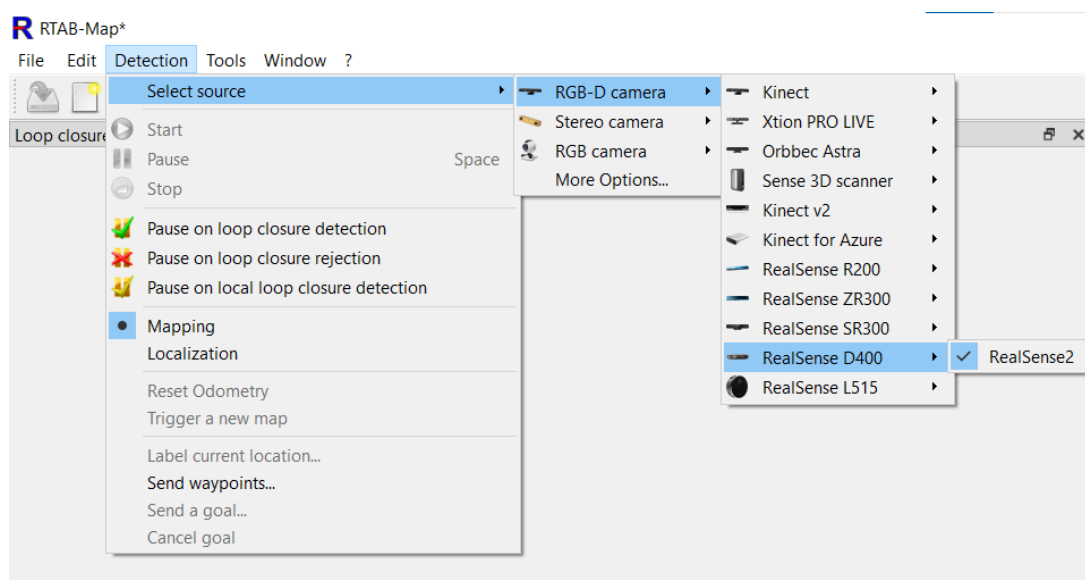 RTAB-Map*
File Edit Detection Tools Window ?
Loop closure
Select source
Start
Pause Space
Stop
Pause on loop closure detection
Pause on loop closure rejection
Pause on local loop closure detection
Mapping
Localization
Reset Odometry
Trigger a new map
Label current location...
Send waypoints...
Send a goal...
Cancel goal
RGB-D camera
Stereo camera
RGB camera
More Options...
Kinect
Xtion PRO LIVE
Orbbec Astra
Sense 3D scanner
Kinect v2
Kinect for Azure
RealSense R200
RealSense ZR300
RealSense SR300
RealSense D400
RealSense L515
RealSense2